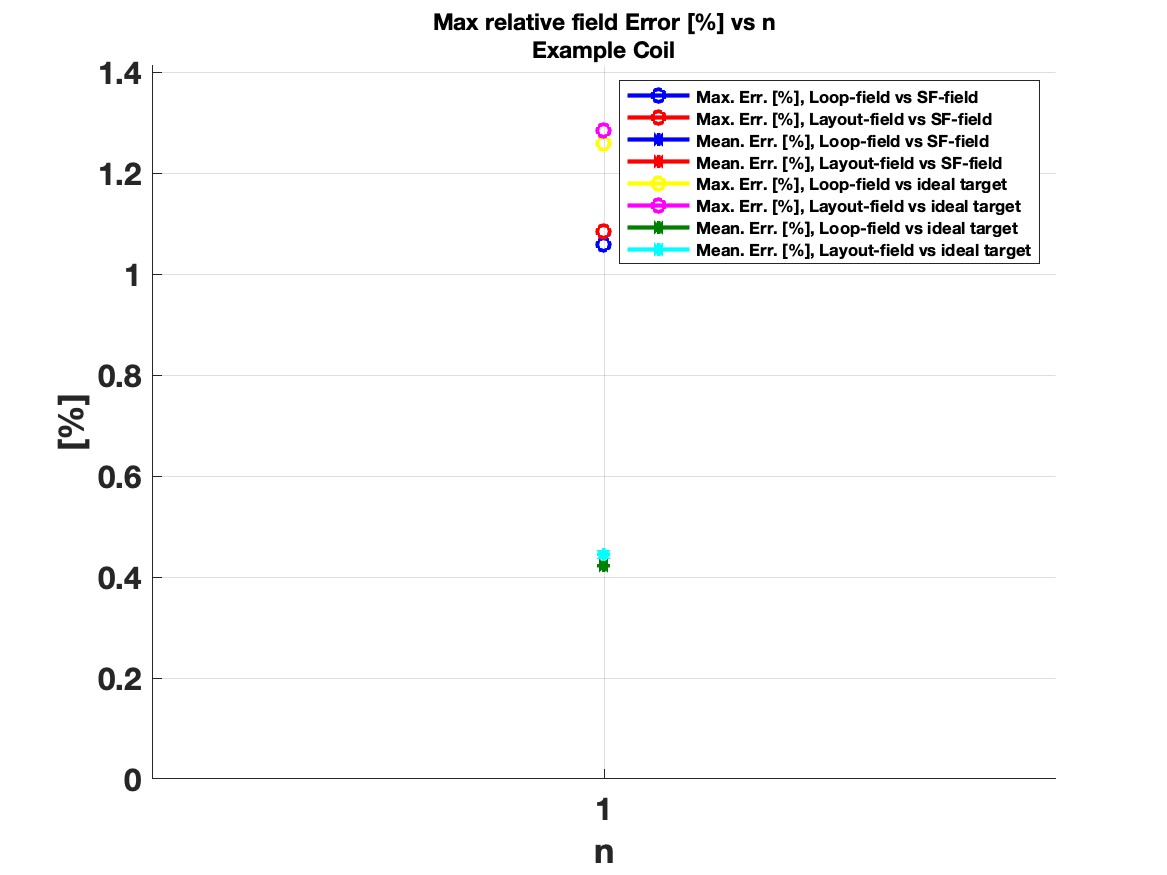 Max relative field Error [%] vs n
Example Coil
1.4
1.2
1
0.8
0.6
0.4
0.2
0
[%]
1
n
Max. Err. [%], Loop-field vs SF-field
Max. Err. [%], Layout-field vs SF-field
Mean. Err. [%], Loop-field vs SF-field
Mean. Err. [%], Layout-field vs SF-field
Max. Err. [%], Loop-field vs ideal target
Max. Err. [%], Layout-field vs ideal target
Mean. Err. [%], Loop-field vs ideal target
Mean. Err. [%], Layout-field vs ideal target